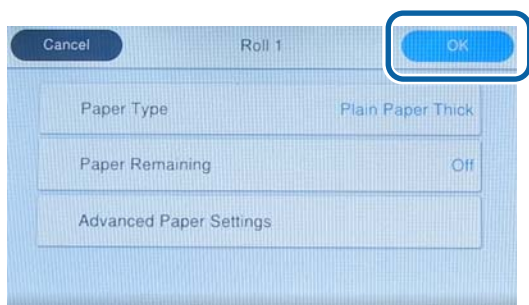 Cancel Roll 1 OK
Paper Type Plain Paper Thick
Paper Remaining Off
Advanced Paper Settings